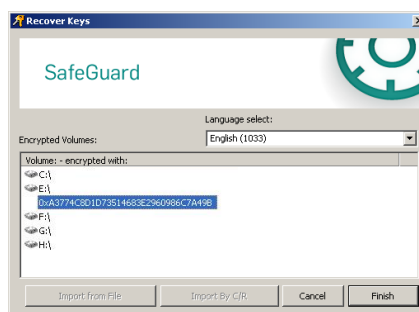 Recover Keys
SafeGuard
Language select:
Encrypted Volumes:
English (1033)
Volume: - encrypted with:
C:\
E:\
0xA3774C8D1D73514683E2960986C7A49B
F:\
G:\
H:\
Import from File
Import By C/R
Cancel
Finish